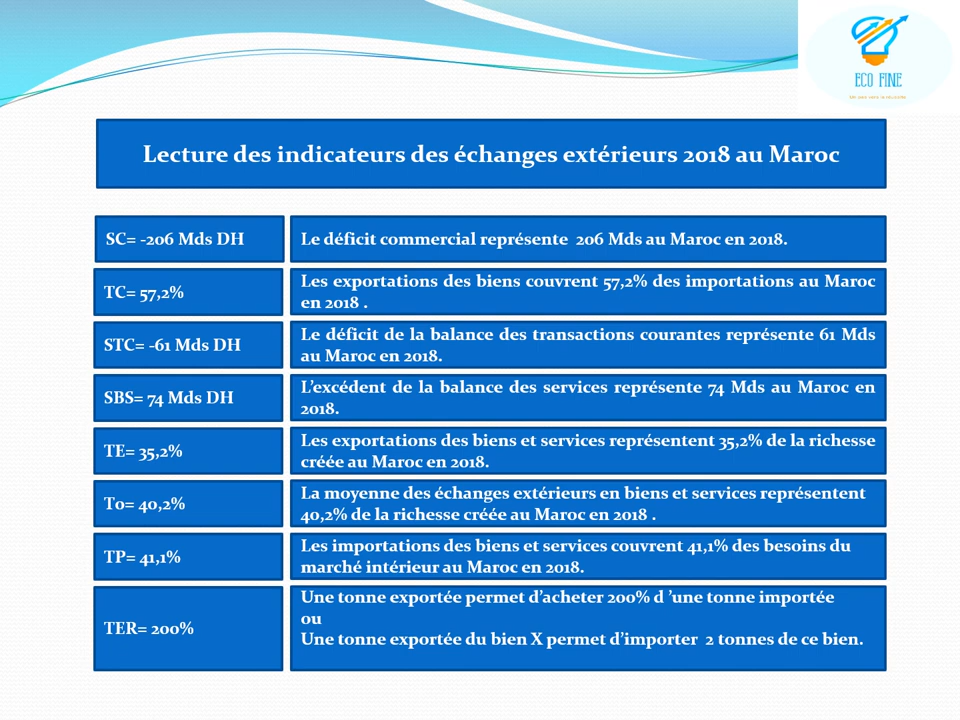 ECO FINE
Lecture des indicateurs des échanges extérieurs 2018 au Maroc
SC= -206 Mds DH
Le déficit commercial représente 206 Mds au Maroc en 2018.
TC= 57,2%
Les exportations des biens couvrent 57,2% des importations au Maroc
en 2018 .
STC= -61 Mds DH
Le déficit de la balance des transactions courantes représente 61 Mds
au Maroc en 2018.
SBS= 74 Mds DH
L’excédent de la balance des services représente 74 Mds au Maroc en
2018.
TE= 35,2%
Les exportations des biens et services représentent 35,2% de la richesse
créée au Maroc en 2018.
To= 40,2%
La moyenne des échanges extérieurs en biens et services représentent
40,2% de la richesse créée au Maroc en 2018 .
TP= 41,1%
Les importations des biens et services couvrent 41,1% des besoins du
marché intérieur au Maroc en 2018.
TER= 200%
Une tonne exportée permet d’acheter 200% d ’une tonne importée
ou
Une tonne exportée du bien X permet d’importer 2 tonnes de ce bien.